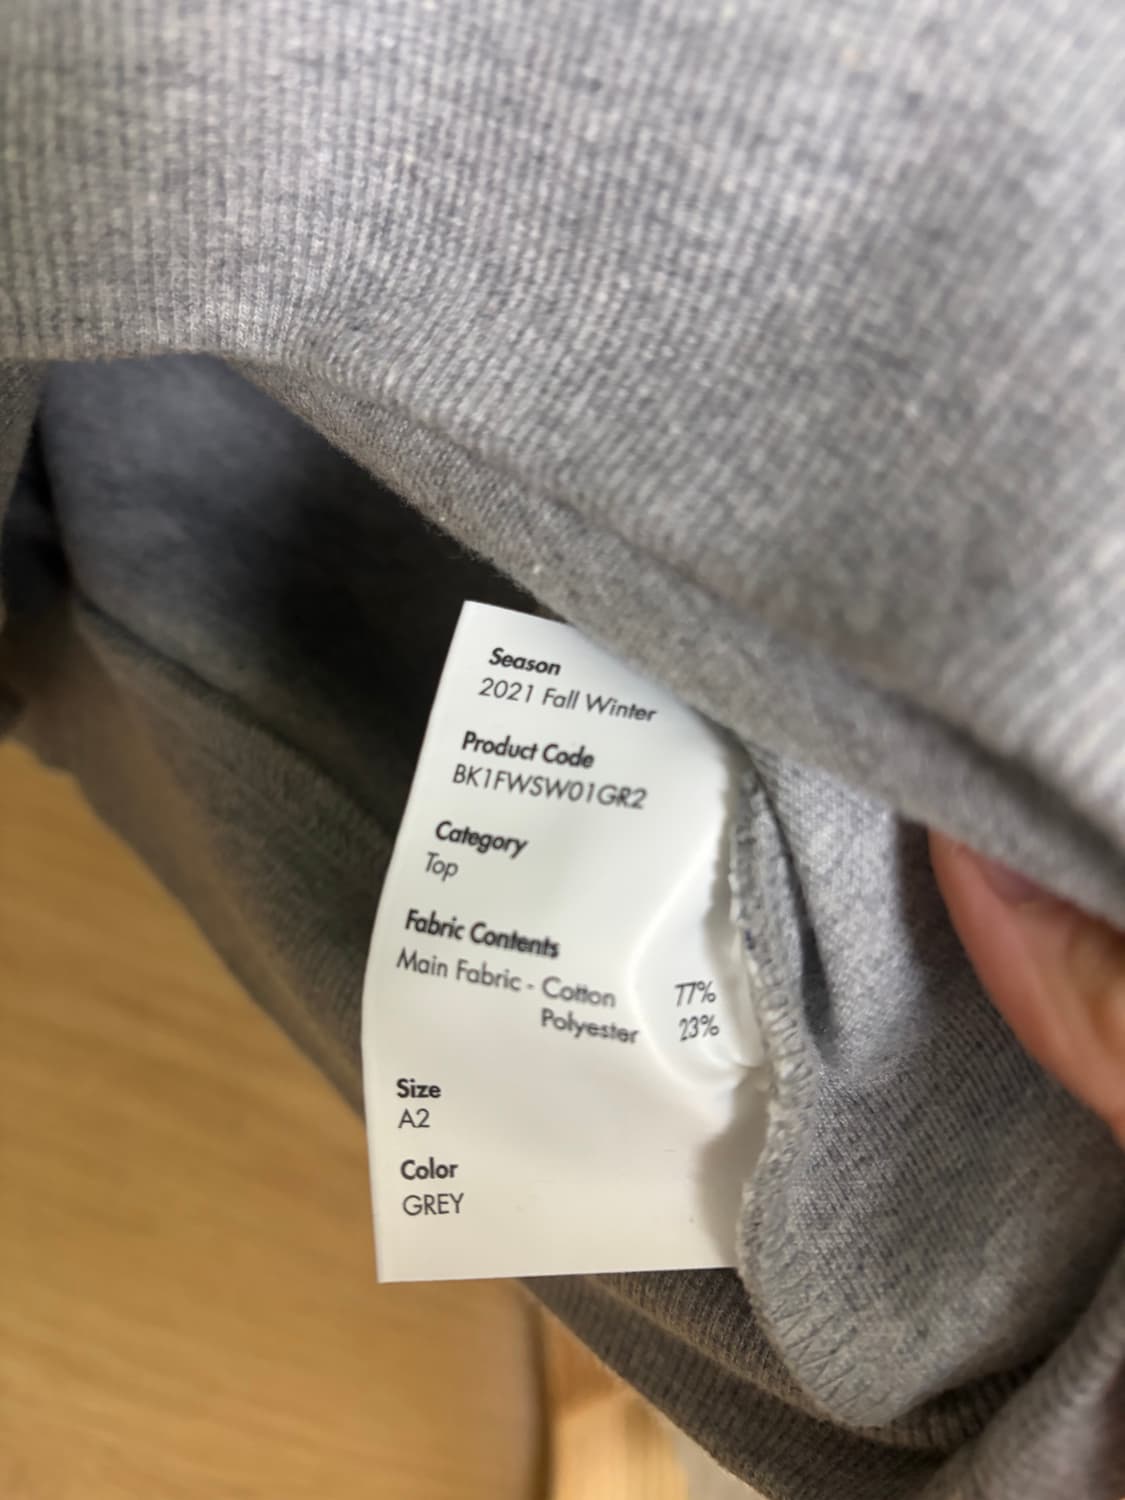 Season
2021 Fall Winter
Product Code
BK1FWSW01GR2
Category
Top
Fabric Contents
Main Fabric - Cotton 77%
Polyester 23%
Size
A2
Color
GREY